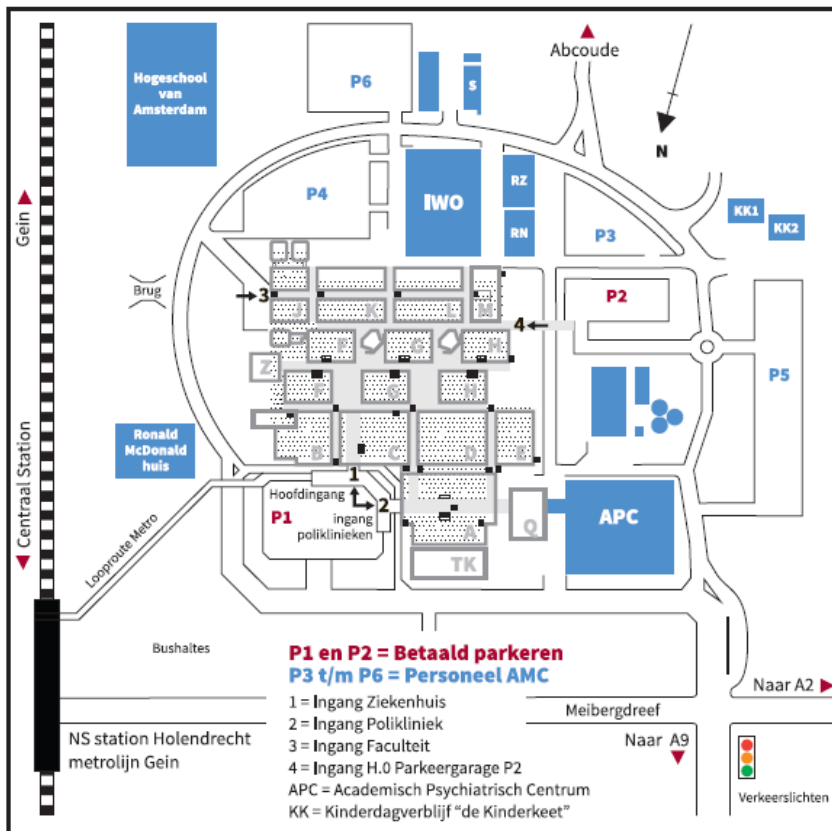 Hogeschool
van
Amsterdam
P6
S
Abcoude
N
P4
IWO
RZ
RN
P3
KK1
KK2
Gein
Brug
3
J
K
L
M
P2
4
F
G
H
Z
F
G
H
P5
Ronald
McDonald
huis
B
C
D
E
1
Hoofdingang
2
P1
ingang
poliklinieken
A
Q
APC
TK
Centraal Station
Looproute Metro
Bushaltes
P1 en P2 = Betaald parkeren
P3 t/m P6 = Personeel AMC
1 = Ingang Ziekenhuis
2 = Ingang Polikliniek
3 = Ingang Faculteit
4 = Ingang H.0 Parkeergarage P2
APC = Academisch Psychiatrisch Centrum
KK = Kinderdagverblijf “de Kinderkeet”
NS station Holendrecht
metrolijn Gein
Meibergdreef
Naar A2
Naar A9
Verkeerslichten